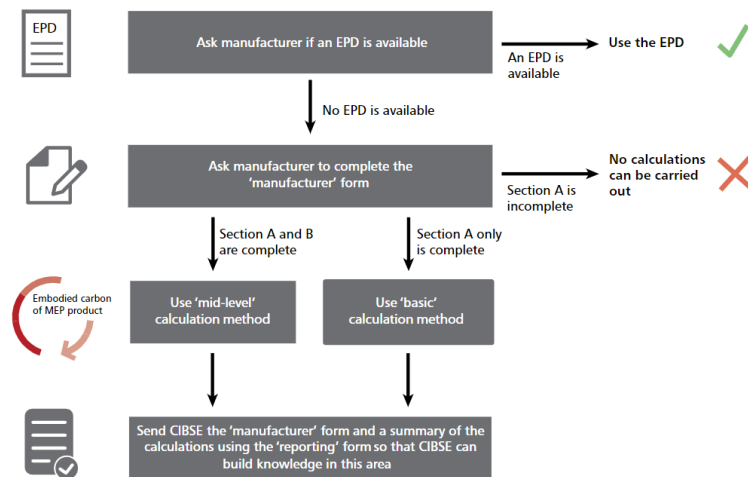 EPD
Ask manufacturer if an EPD is available
An EPD is
available
Use the EPD
No EPD is available
Ask manufacturer to complete the
‘manufacturer’ form
Section A is
incomplete
No calculations
can be carried
out
Section A and B
are complete
Section A only
is complete
Embodied carbon
of MEP product
Use ‘mid-level‘
calculation method
Use ‘basic’
calculation method
Send CIBSE the ‘manufacturer’ form and a summary of the
calculations using the ‘reporting’ form so that CIBSE can
build knowledge in this area